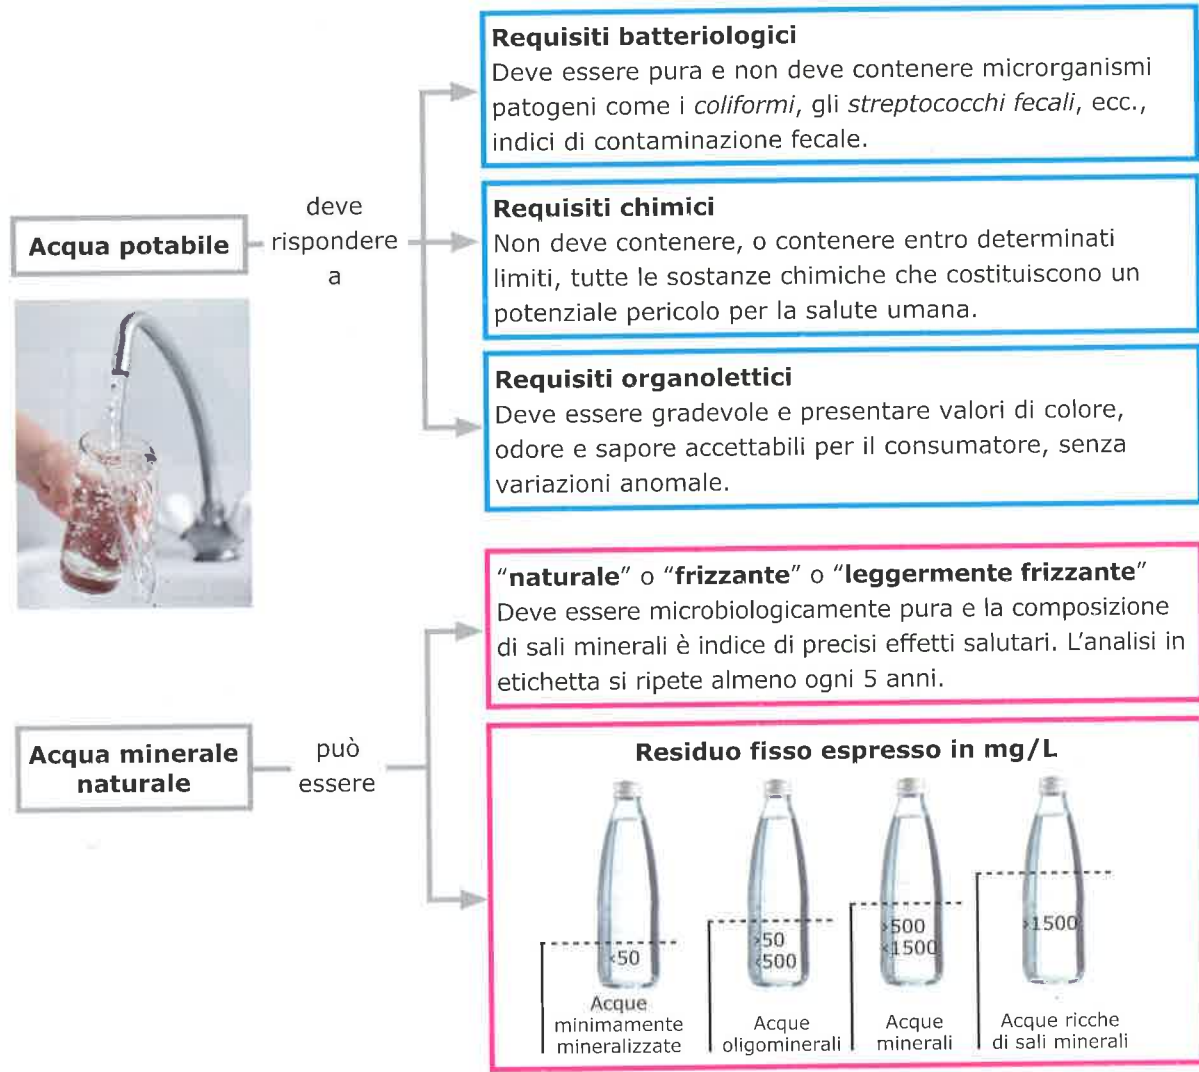 Requisiti batteriologici
Deve essere pura e non deve contenere microrganismi
patogeni come i coliformi, gli streptococchi fecali, ecc.,
indici di contaminazione fecale.
Acqua potabile
deve
rispondere
a
Requisiti chimici
Non deve contenere, o contenere entro determinati
limiti, tutte le sostanze chimiche che costituiscono un
potenziale pericolo per la salute umana.
Requisiti organolettici
Deve essere gradevole e presentare valori di colore,
odore e sapore accettabili per il consumatore, senza
variazioni anomale.
Acqua minerale
naturale
può
essere
“naturale” o “frizzante” o “leggermente frizzante”
Deve essere microbiologicamente pura e la composizione
di sali minerali è indice di precisi effetti salutari. L’analisi in
etichetta si ripete almeno ogni 5 anni.
Residuo fisso espresso in mg/L
<50
Acque
minimamente
mineralizzate
>50
<500
Acque
oligominerali
>500
<1500
Acque
minerali
>1500
Acque ricche
di sali minerali